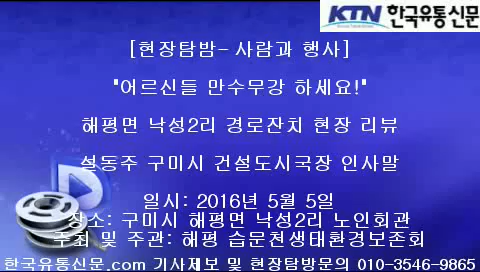 KTN 한국유통신문
[현장탐방- 사람과 행사]
"어르신들 만수무강 하세요!"
해평면 낙성2리 경로잔치 현장 리뷰
설동주 구미시 건설도시국장 인사말
일시: 2016년 5월 5일
장소: 구미시 해평면 낙성2리 노인회관
주최 및 주관: 해평 습문천생태환경보존회
한국유통신문.com 기사제보 및 현장탐방문의 010-3546-9865